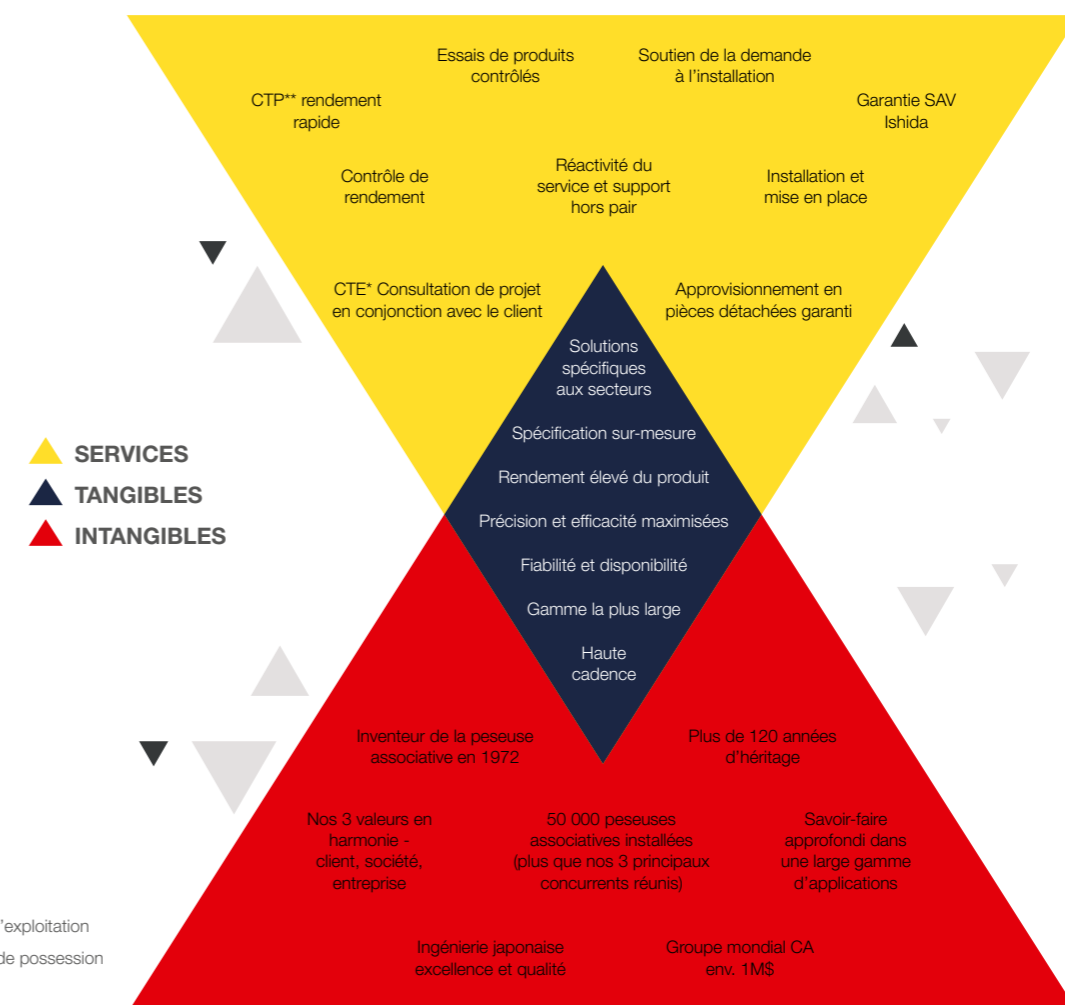 Essais de produits
contrôlés
Soutien de la demande
à l'installation
CTP** rendement
rapide
Garantie SAV
Ishida
Contrôle de
rendement
Réactivité du
service et support
hors pair
Installation et
mise en place
CTE* Consultation de projet
en conjonction avec le client
Approvisionnement en
pièces détachées garanti
Solutions
spécifiques
aux secteurs
Spécification sur-mesure
Rendement élevé du produit
Précision et efficacité maximisées
Fiabilité et disponibilité
Gamme la plus large
Haute
cadence
SERVICES
TANGIBLES
INTANGIBLES
Inventeur de la peseuse
associative en 1972
Plus de 120 années
d'héritage
Nos 3 valeurs en
harmonie -
client, société,
entreprise
50 000 peseuses
associatives installées
(plus que nos 3 principaux
concurrents réunis)
Savoir-faire
approfondi dans
une large gamme
d'applications
Ingénierie japonaise
excellence et qualité
Groupe mondial CA
env. 1M$
'exploitation
de possession